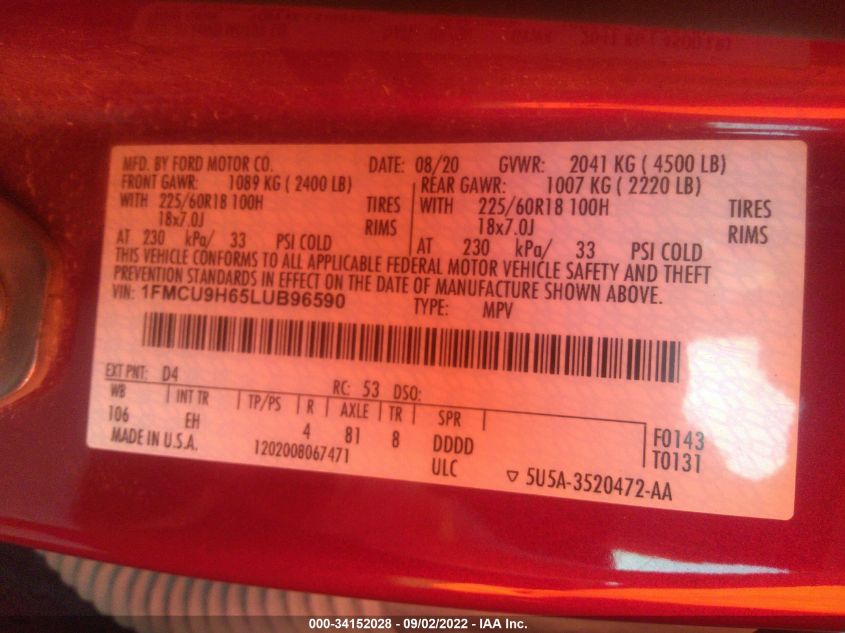 MFD. BY FORD MOTOR CO. DATE: 08/20 GVWR: 2041 KG ( 4500 LB)
FRONT GAWR: 1089 KG ( 2400 LB) REAR GAWR: 1007 KG ( 2220 LB)
WITH 225/60R18 100H TIRES WITH 225/60R18 100H TIRES
18x7.0J RIMS 18x7.0J RIMS
AT 230 kPa/ 33 PSI COLD AT 230 kPa/ 33 PSI COLD
THIS VEHICLE CONFORMS TO ALL APPLICABLE FEDERAL MOTOR VEHICLE SAFETY AND THEFT
PREVENTION STANDARDS IN EFFECT ON THE DATE OF MANUFACTURE SHOWN ABOVE.
VIN: 1FMCU9H65LUB96590 TYPE: MPV
EXT PNT: D4 RC: 53 DSO:
WB INT TR TP/PS R AXLE TR SPR
106 EH 4 81 8 DDDD F0143
MADE IN U.S.A. 1202008067471 ULC T0131
5U5A-3520472-AA
000-34152028 - 09/02/2022 - IAA Inc.